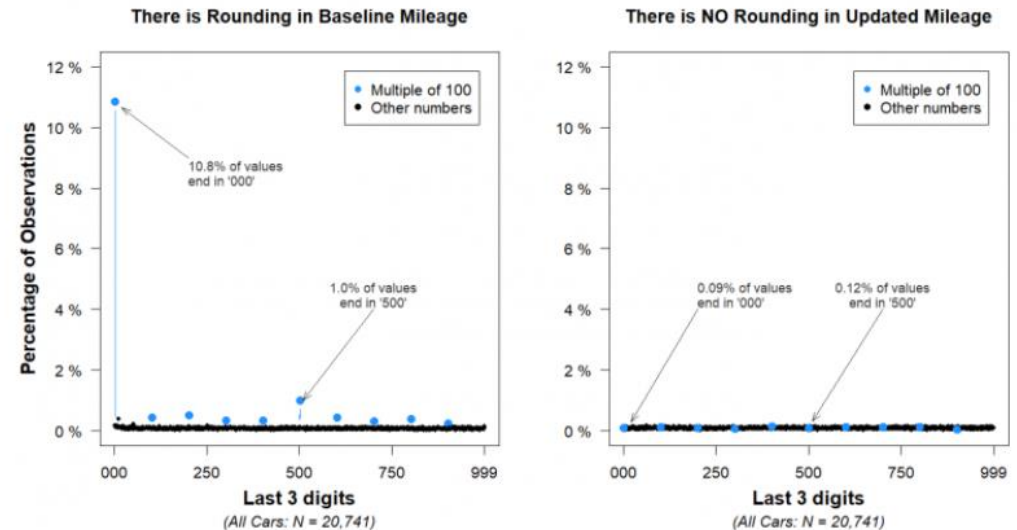 There is Rounding in Baseline Mileage
12 %
10 %
8 %
6 %
4 %
2 %
0 %
Percentage of Observations
Multiple of 100
Other numbers
10.8% of values
end in '000'
1.0% of values
end in '500'
000
250
500
750
999
Last 3 digits
(All Cars: N = 20,741)
There is NO Rounding in Updated Mileage
12 %
10 %
8 %
6 %
4 %
2 %
0 %
Multiple of 100
Other numbers
0.09% of values
end in '000'
0.12% of values
end in '500'
000
250
500
750
999
Last 3 digits
(All Cars: N = 20,741)